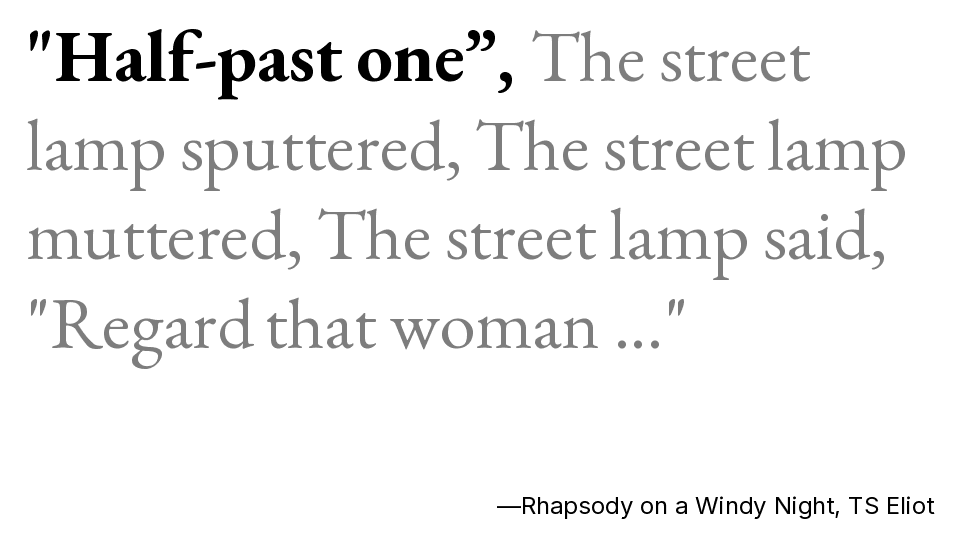 "Half-past one”, The street
lamp sputtered, The street lamp
muttered, The street lamp said,
"Regard that woman ..."
—Rhapsody on a Windy Night, TS Eliot